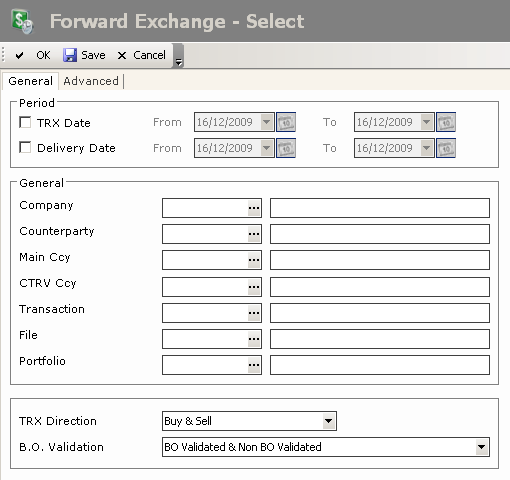 Forward Exchange - Select
OK Save Cancel
General Advanced
Period
TRX Date From 16/12/2009 To 16/12/2009
Delivery Date From 16/12/2009 To 16/12/2009
General
Company
Counterparty
Main Ccy
CTRV Ccy
Transaction
File
Portfolio
TRX Direction Buy & Sell
B.O. Validation BO Validated & Non BO Validated